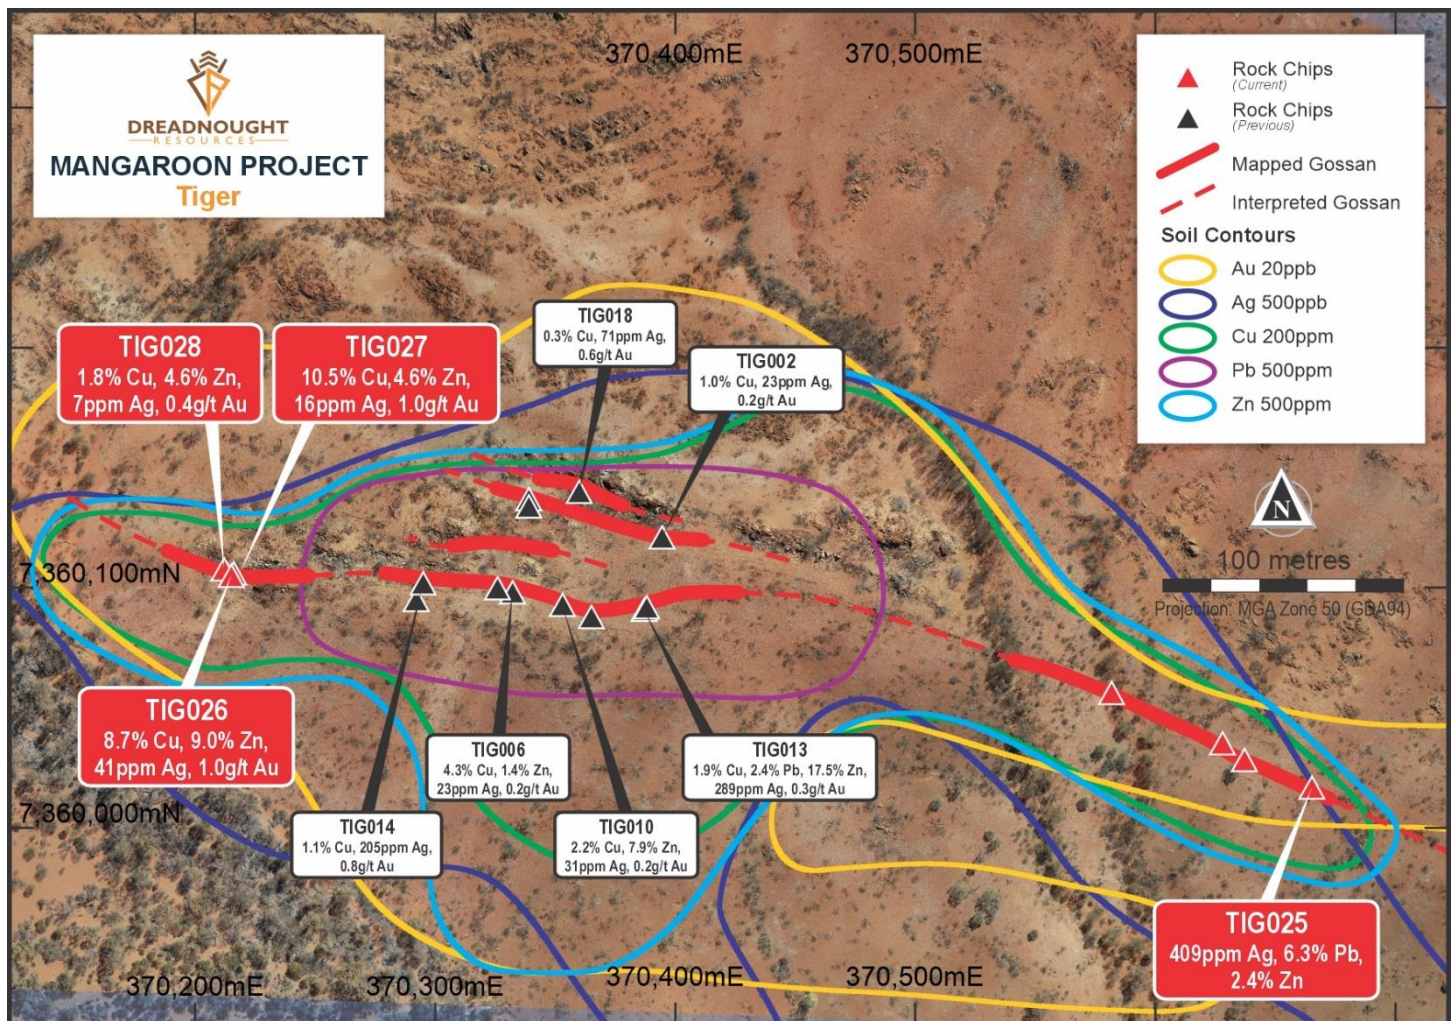 DREADNOUGHT
RESOURCES
MANGAROON PROJECT
Tiger
370,400mE
370,500mE
Rock Chips
(Current)
Rock Chips
(Previous)
Mapped Gossan
Interpreted Gossan
Soil Contours
Au 20ppb
Ag 500ppb
Cu 200ppm
Pb 500ppm
Zn 500ppm
TIG028
1.8% Cu, 4.6% Zn,
7ppm Ag, 0.4g/t Au
TIG027
10.5% Cu,4.6% Zn,
16ppm Ag, 1.0g/t Au
TIG018
0.3% Cu, 71ppm Ag,
0.6g/t Au
TIG002
1.0% Cu, 23ppm Ag,
0.2g/t Au
N
100 metres
Projection: MGA Zone 50 (GDA94)
7,360,100mN
TIG026
8.7% Cu, 9.0% Zn,
41ppm Ag, 1.0g/t Au
TIG006
4.3% Cu, 1.4% Zn,
23ppm Ag, 0.2g/t Au
TIG013
1.9% Cu, 2.4% Pb, 17.5% Zn,
289ppm Ag, 0.3g/t Au
7,360,000mN
TIG014
1.1% Cu, 205ppm Ag,
0.8g/t Au
TIG010
2.2% Cu, 7.9% Zn,
31ppm Ag, 0.2g/t Au
TIG025
409ppm Ag, 6.3% Pb,
2.4% Zn
370,200mE
370,300mE
370,400mE
370,500mE